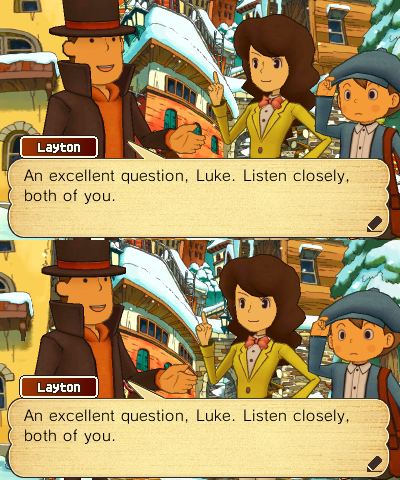 Layton
An excellent question, Luke. Listen closely,
both of you.
Layton
An excellent question, Luke. Listen closely,
both of you.